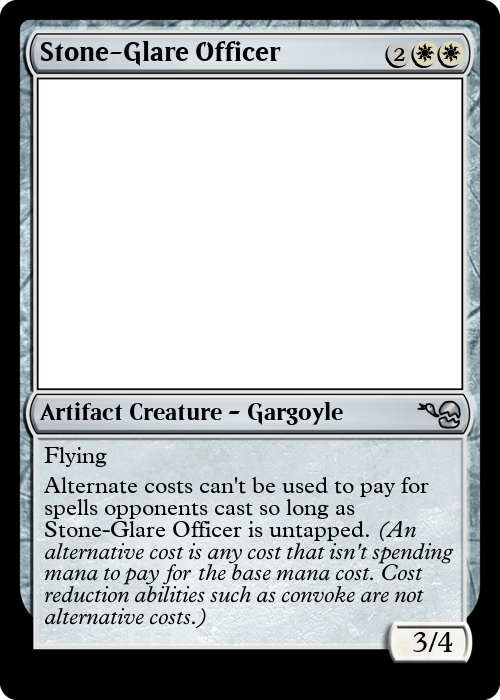 Stone-Glare Officer 2
Artifact Creature – Gargoyle
Flying
Alternate costs can't be used to pay for
spells opponents cast so long as
Stone-Glare Officer is untapped. (An
alternative cost is any cost that isn't spending
mana to pay for the base mana cost. Cost
reduction abilities such as convoke are not
alternative costs.)
3/4